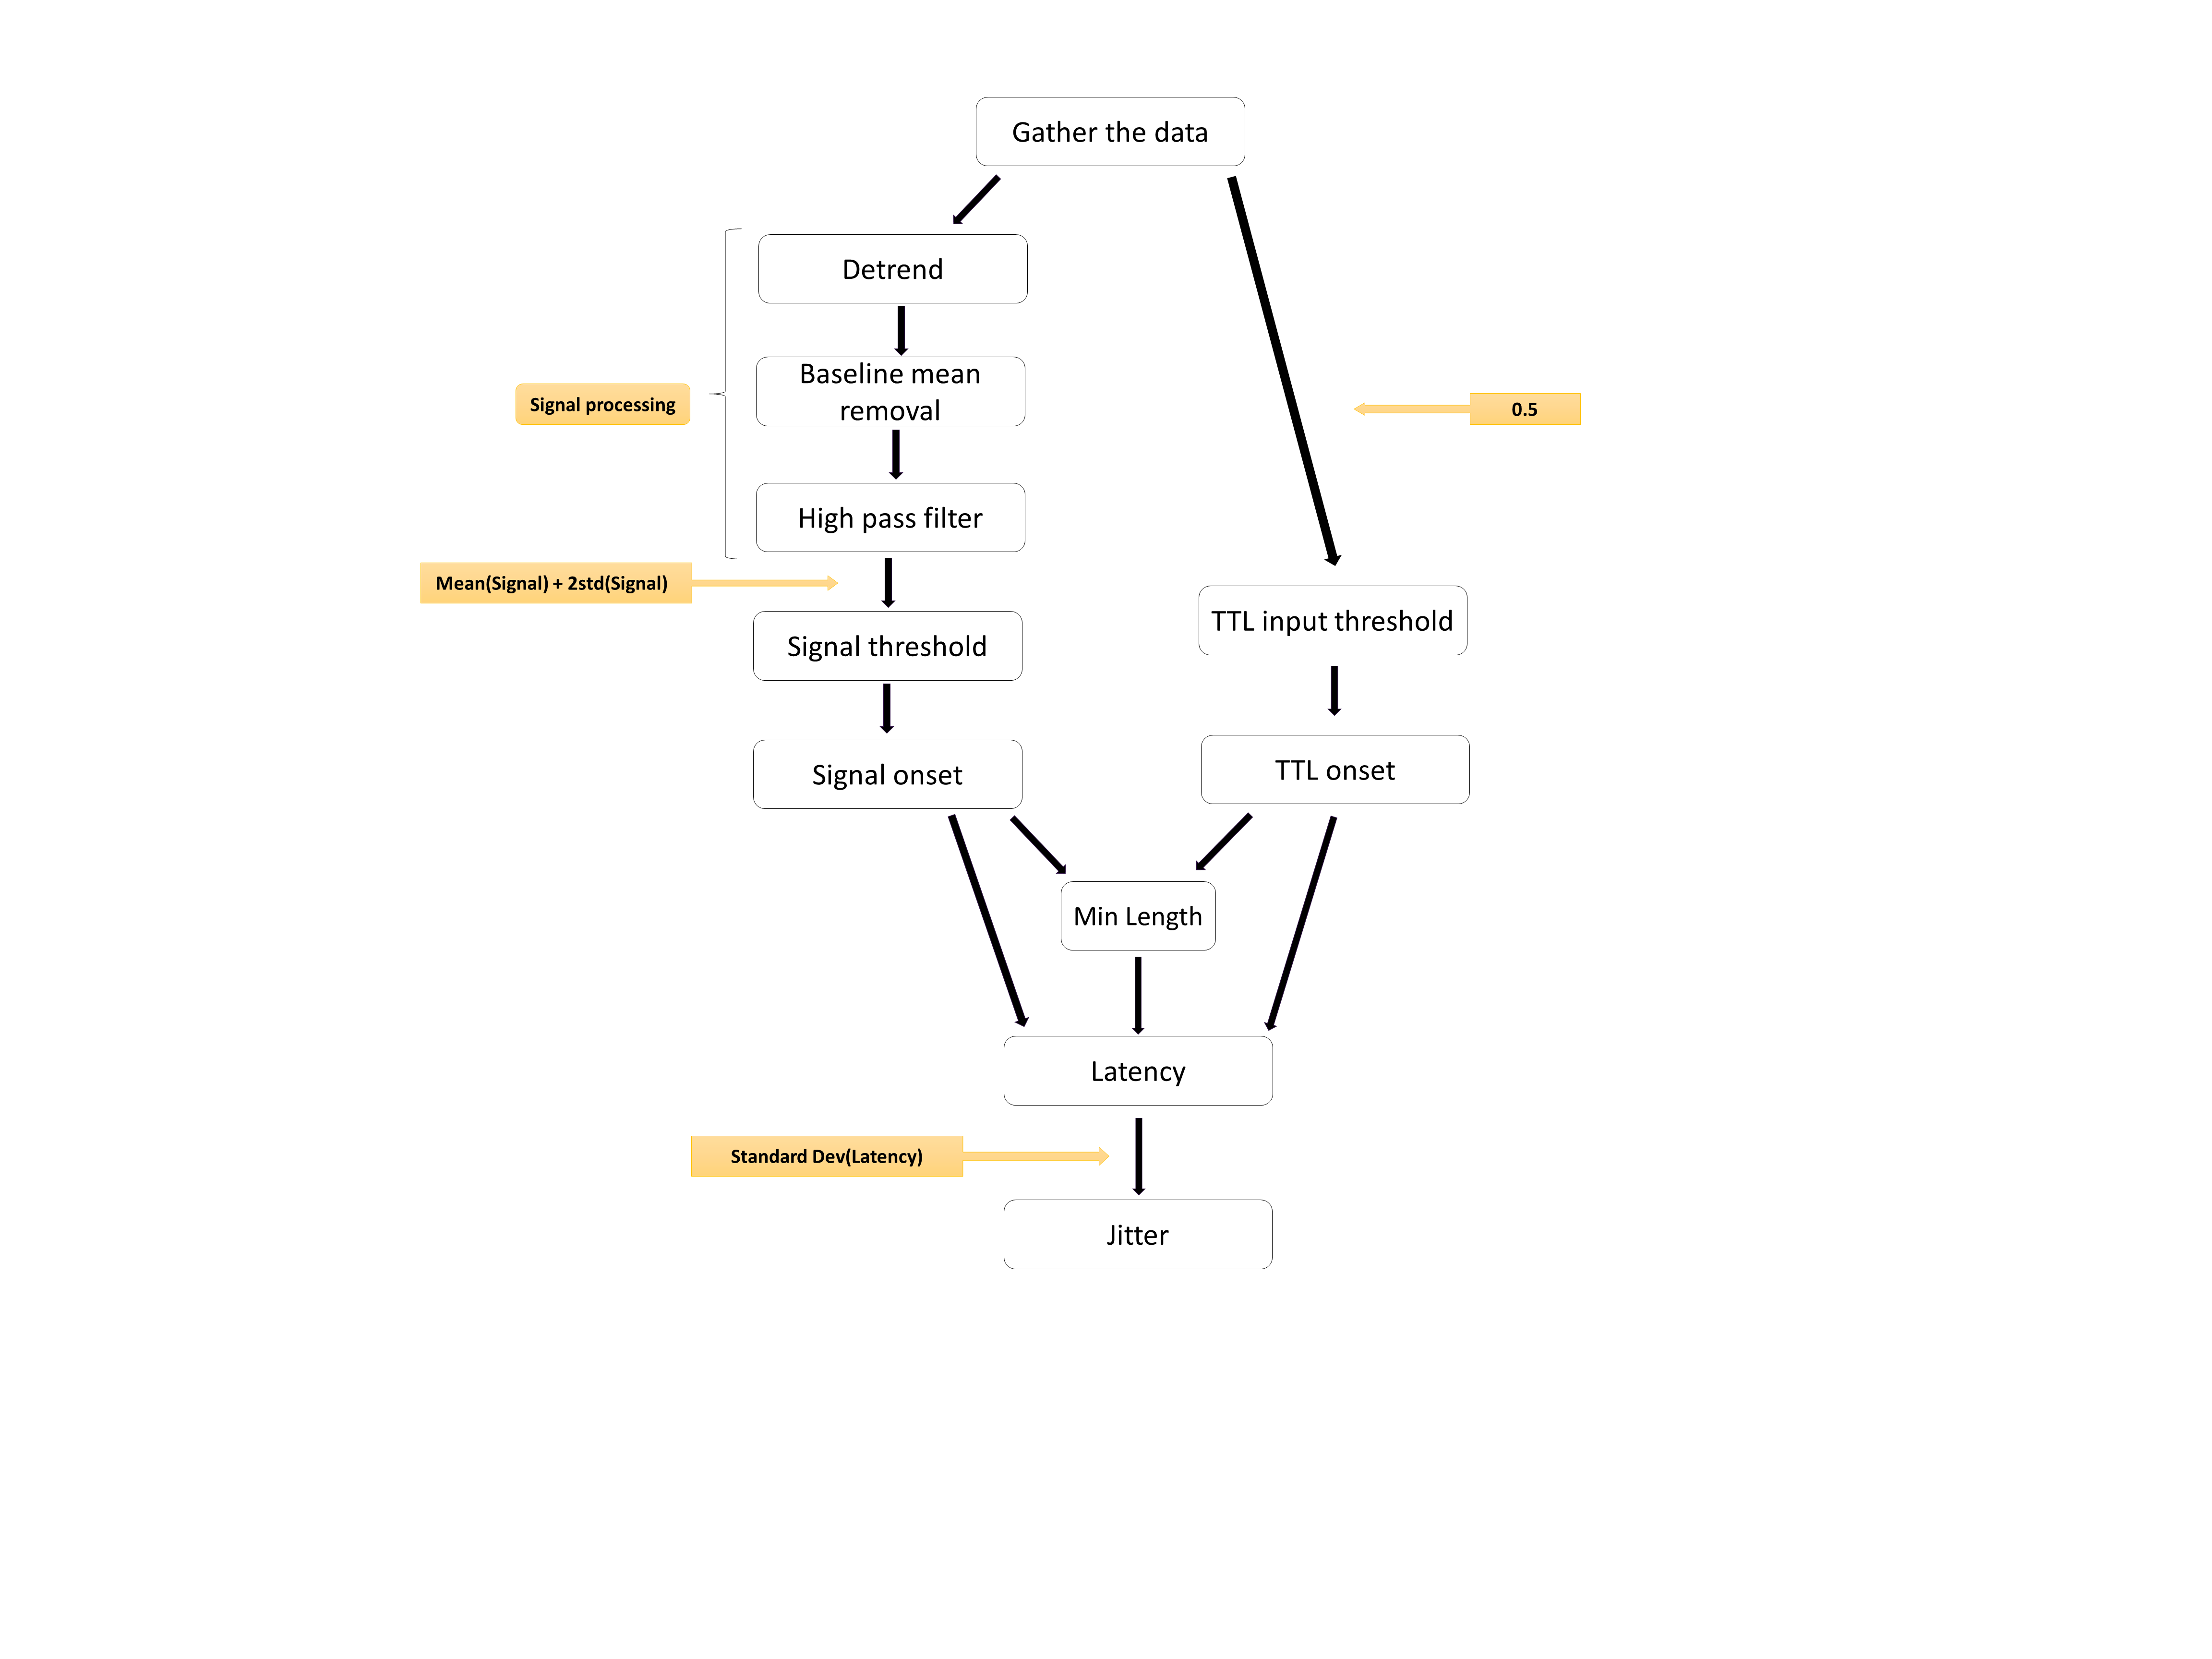 Gather the data
Detrend
Baseline mean
removal
Signal processing
0.5
High pass filter
Mean(Signal) + 2std(Signal)
TTL input threshold
Signal threshold
TTL onset
Signal onset
Min Length
Latency
Standard Dev(Latency)
Jitter